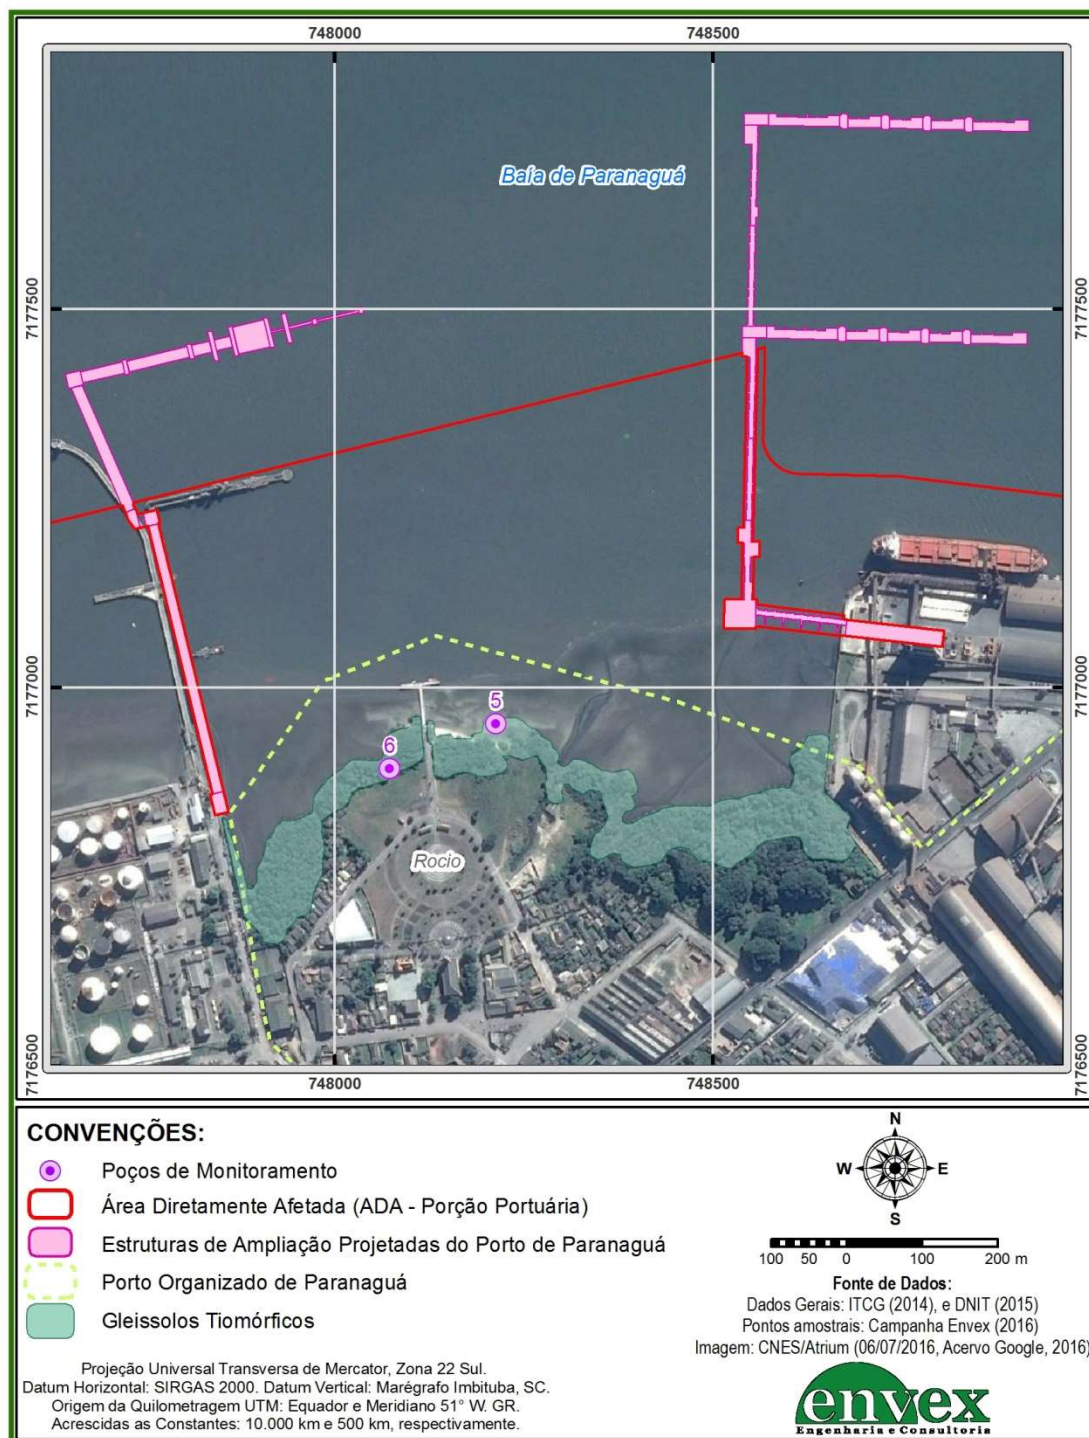 748000
748500
Baía de Paranaguá
7177500
7177500
7177000
7177000
5
6
Rocio
7176500
7176500
748000
748500
CONVENÇÕES:
Poços de Monitoramento
Área Diretamente Afetada (ADA - Porção Portuária)
Estruturas de Ampliação Projetadas do Porto de Paranaguá
Porto Organizado de Paranaguá
Gleissolos Tiomórficos
Projeção Universal Transversa de Mercator, Zona 22 Sul.
Datum Horizontal: SIRGAS 2000. Datum Vertical: Marégrafo Imbituba, SC.
Origem da Quilometragem UTM: Equador e Meridiano 51° W. GR.
Acrescidas as Constantes: 10.000 km e 500 km, respectivamente.
N
W
E
S
100 50 0 100 200 m
Fonte de Dados:
Dados Gerais: ITCG (2014), e DNIT (2015)
Pontos amostrais: Campanha Envex (2016)
Imagem: CNES/Atrium (06/07/2016, Acervo Google, 2016)
envex
Engenharia e Consultoria